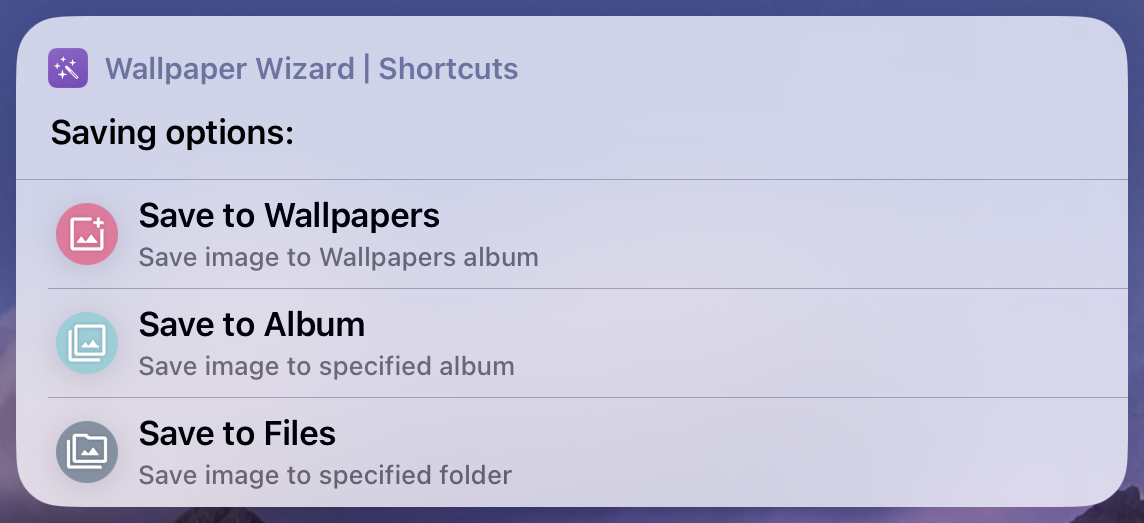 Wallpaper Wizard | Shortcuts
Saving options:
Save to Wallpapers
Save image to Wallpapers album
Save to Album
Save image to specified album
Save to Files
Save image to specified folder